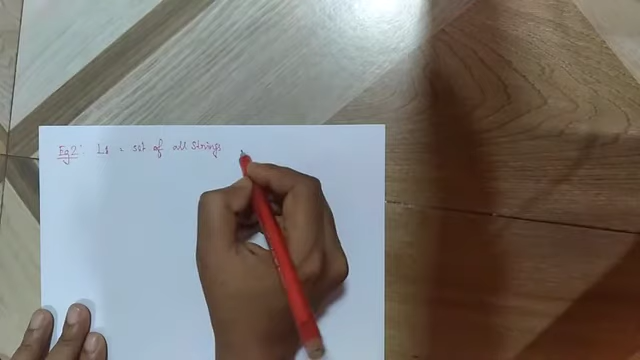 Eg2: L1 = set of all strings